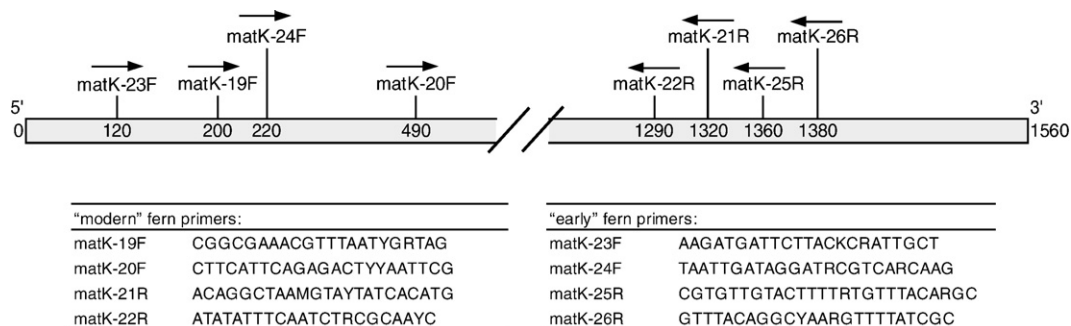 matK-24F
matK-21R
matK-26R
matK-23F
matK-19F
matK-20F
matK-22R
matK-25R
5'
3'
0
120
200
220
490
1290
1320
1360
1380
1560
“modern” fern primers:
matK-19F CGGCGAAACGTTTAATYGRTAG
matK-20F CTTCATTCAGAGACTYYAATTCG
matK-21R ACAGGCTAAMGTAYTATCACATG
matK-22R ATATATTTCAATCTRCGCAAYC
“early” fern primers:
matK-23F AAGATGATTCTTACKCRATTGCT
matK-24F TAATTGATAGGATRCGTCARCAAG
matK-25R CGTGTTGTACTTTTRTGTTTACARGC
matK-26R GTTTACAGGCYAARGTTTTATCGC